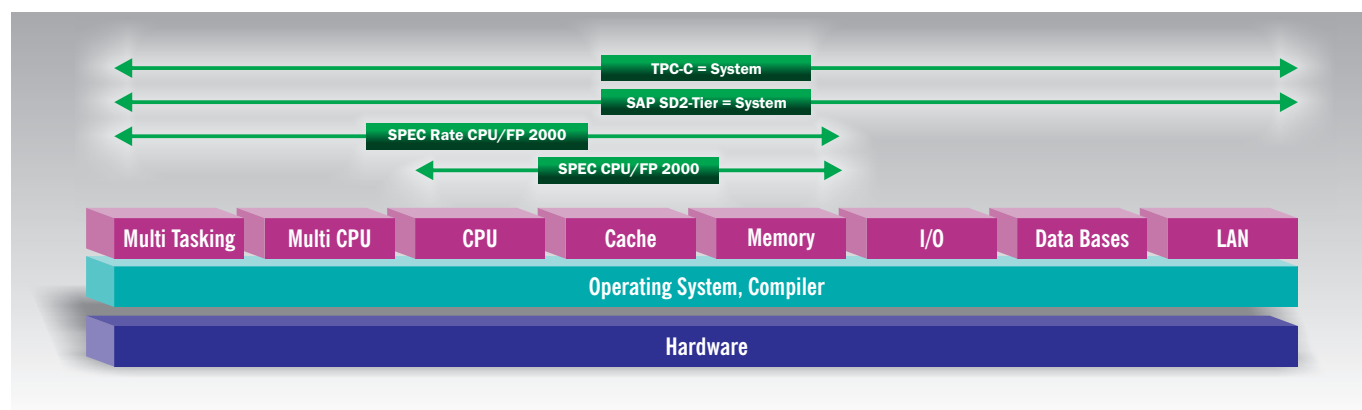 TPC-C = System
SAP SD2-Tier = System
SPEC Rate CPU/FP 2000
SPEC CPU/FP 2000
Multi Tasking Multi CPU CPU Cache Memory I/O Data Bases LAN
Operating System, Compiler
Hardware